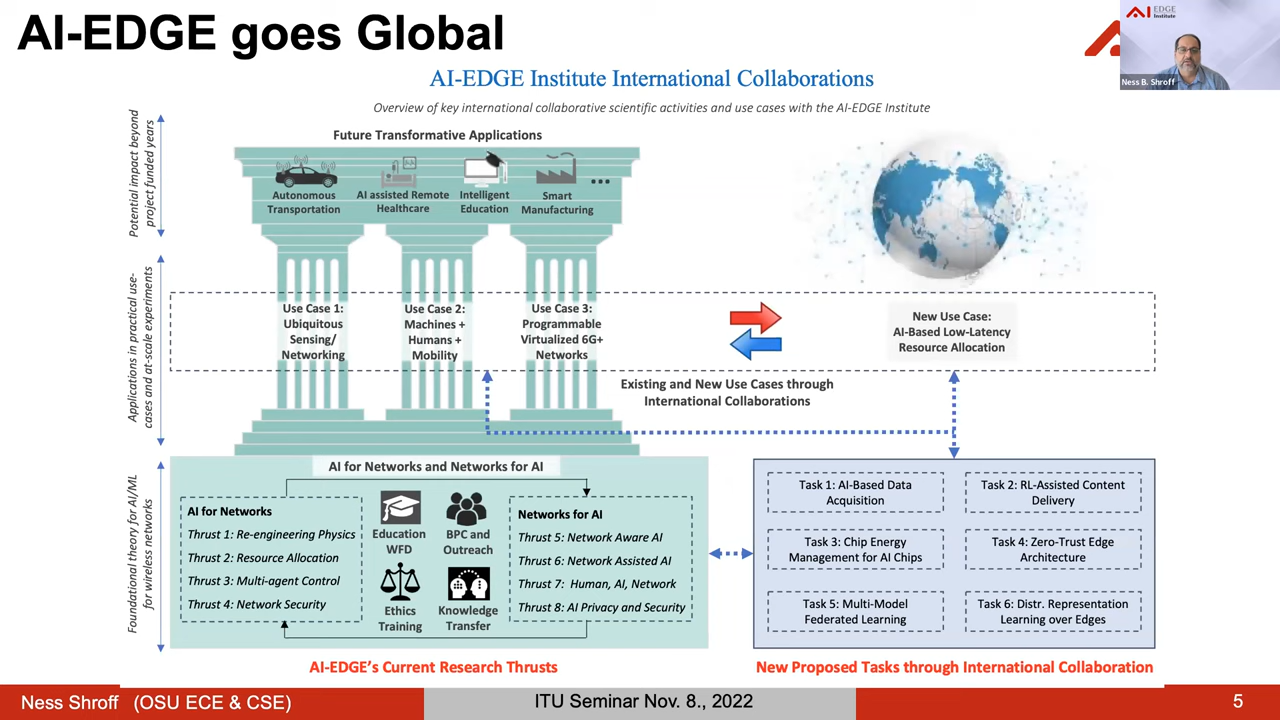 AI-EDGE goes Global
AI EDGE
Institute
Ness B. Shroff
AI-EDGE Institute International Collaborations
Overview of key international collaborative scientific activities and use cases with the AI-EDGE Institute
Potential impact beyond
project funded years
Future Transformative Applications
Autonomous
Transportation
AI assisted Remote
Healthcare
Intelligent
Education
Smart
Manufacturing
...
Applications in practical use-
cases and at-scale experiments
Use Case 1:
Ubiquitous
Sensing/
Networking
Use Case 2:
Machines +
Humans +
Mobility
Use Case 3:
Programmable
Virtualized 6G+
Networks
New Use Case:
AI-Based Low-Latency
Resource Allocation
Existing and New Use Cases through
International Collaborations
Foundational theory for AI/ML
for wireless networks
AI for Networks and Networks for AI
AI for Networks
Thrust 1: Re-engineering Physics
Thrust 2: Resource Allocation
Thrust 3: Multi-agent Control
Thrust 4: Network Security
Education
WFD
BPC and
Outreach
Ethics
Training
Knowledge
Transfer
Networks for AI
Thrust 5: Network Aware AI
Thrust 6: Network Assisted AI
Thrust 7: Human, AI, Network
Thrust 8: AI Privacy and Security
Task 1: AI-Based Data
Acquisition
Task 2: RL-Assisted Content
Delivery
Task 3: Chip Energy
Management for AI Chips
Task 4: Zero-Trust Edge
Architecture
Task 5: Multi-Model
Federated Learning
Task 6: Distr. Representation
Learning over Edges
AI-EDGE's Current Research Thrusts
New Proposed Tasks through International Collaboration
Ness Shroff (OSU ECE & CSE)
ITU Seminar Nov. 8., 2022
5